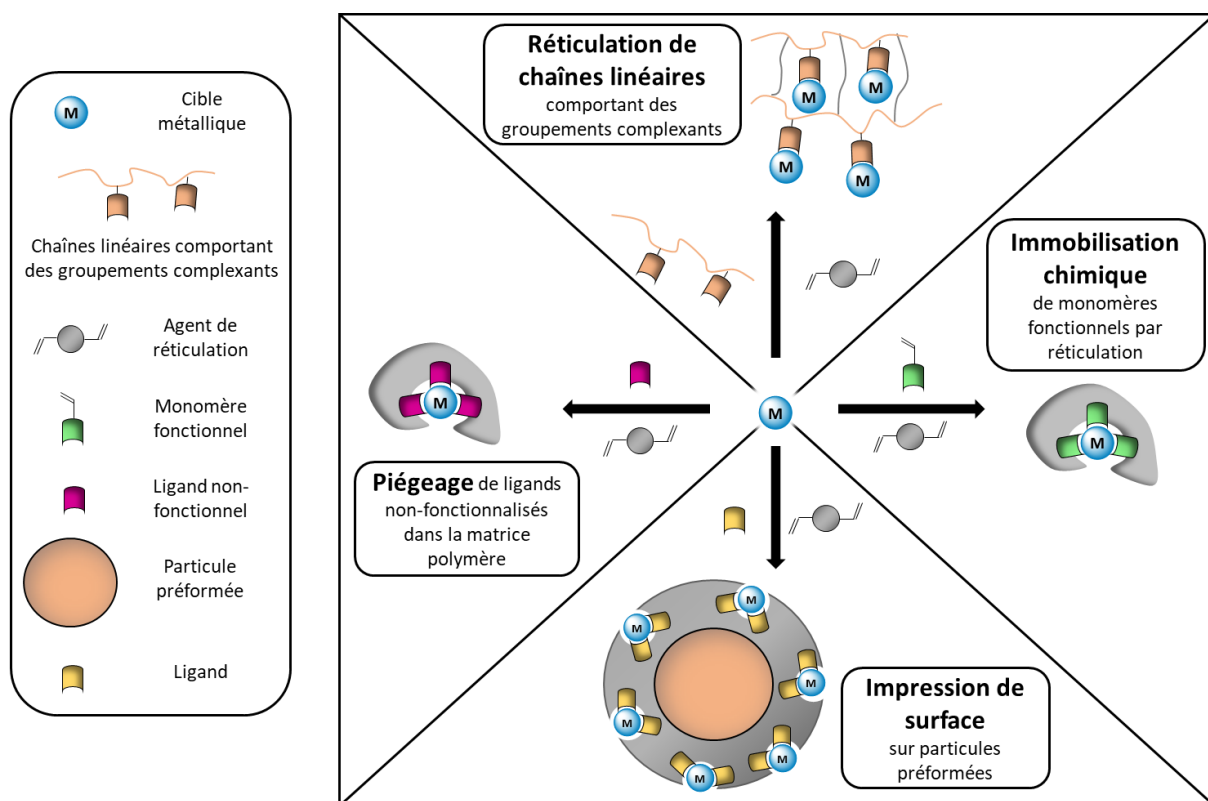 M
Cible
métallique
Chaînes linéaires comportant
des groupements complexants
Agent de
réticulation
Monomère
fonctionnel
Ligand non-
fonctionnel
Particule
préformée
Ligand
Réticulation de
chaînes linéaires
comportant des
groupements complexants
M
M
M
M
Immobilisation
chimique
de monomères
fonctionnels par
réticulation
M
M
M
Piégeage de ligands
non-fonctionnalisés
dans la matrice
polymère
M
M
M
M
M
M
Impression de
surface
sur particules
préformées